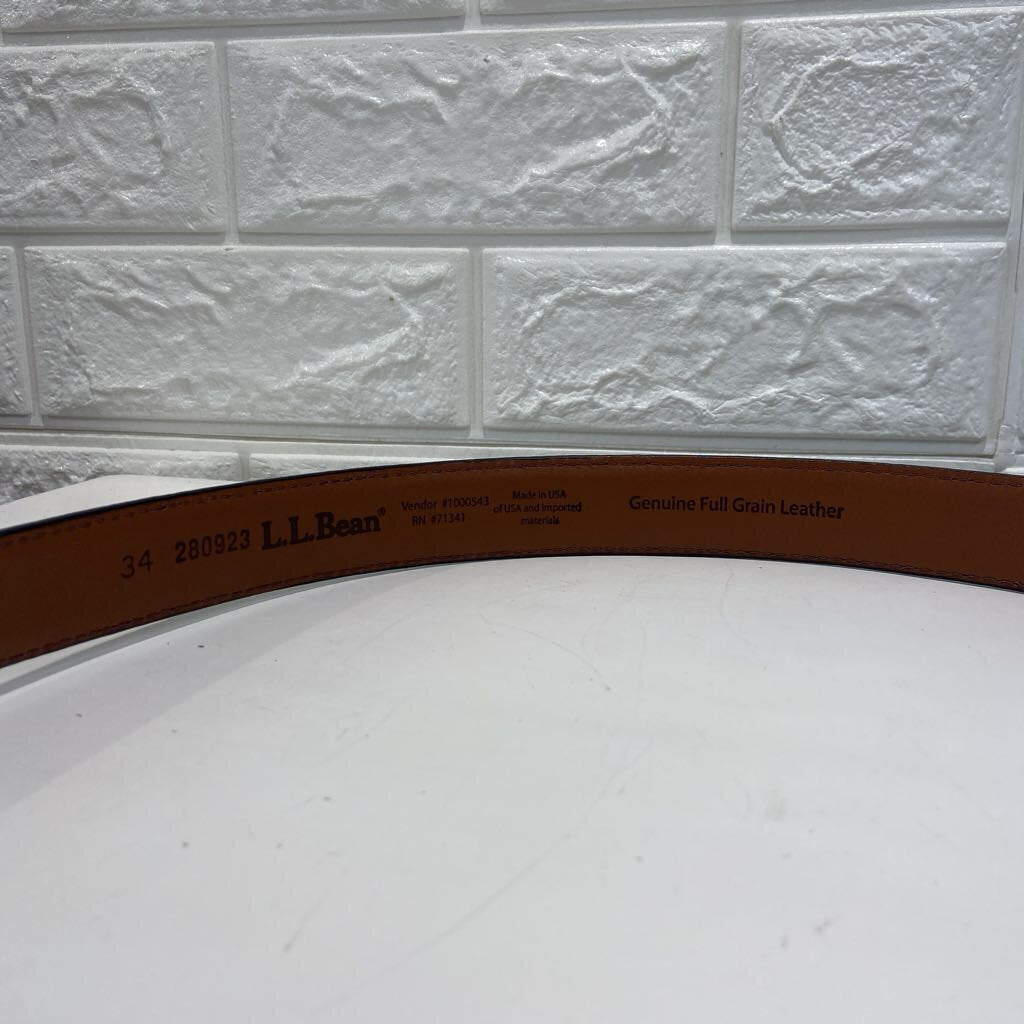 34 280923 L.L.Bean®
Vendor #1000543
RN #71341
Made in USA
of USA and Imported
materials
Genuine Full Grain Leather